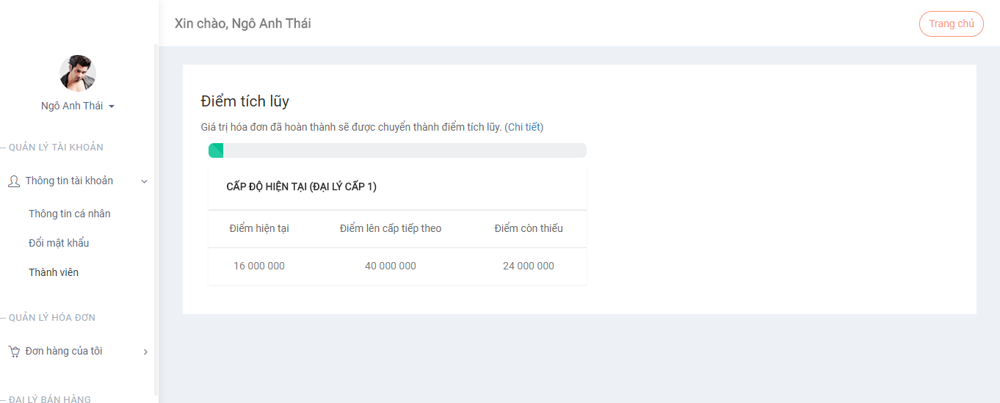 Xin chào, Ngô Anh Thái
Trang chủ
Ngô Anh Thái
-- QUẢN LÝ TÀI KHOẢN
Thông tin tài khoản
Thông tin cá nhân
Đổi mật khẩu
Thành viên
-- QUẢN LÝ HÓA ĐƠN
Đơn hàng của tôi
-- ĐẠI LÝ BÁN HÀNG
Điểm tích lũy
Giá trị hóa đơn đã hoàn thành sẽ được chuyển thành điểm tích lũy. (Chi tiết)
CẤP ĐỘ HIỆN TẠI (ĐẠI LÝ CẤP 1)
Điểm hiện tại Điểm lên cấp tiếp theo Điểm còn thiếu
16 000 000 40 000 000 24 000 000